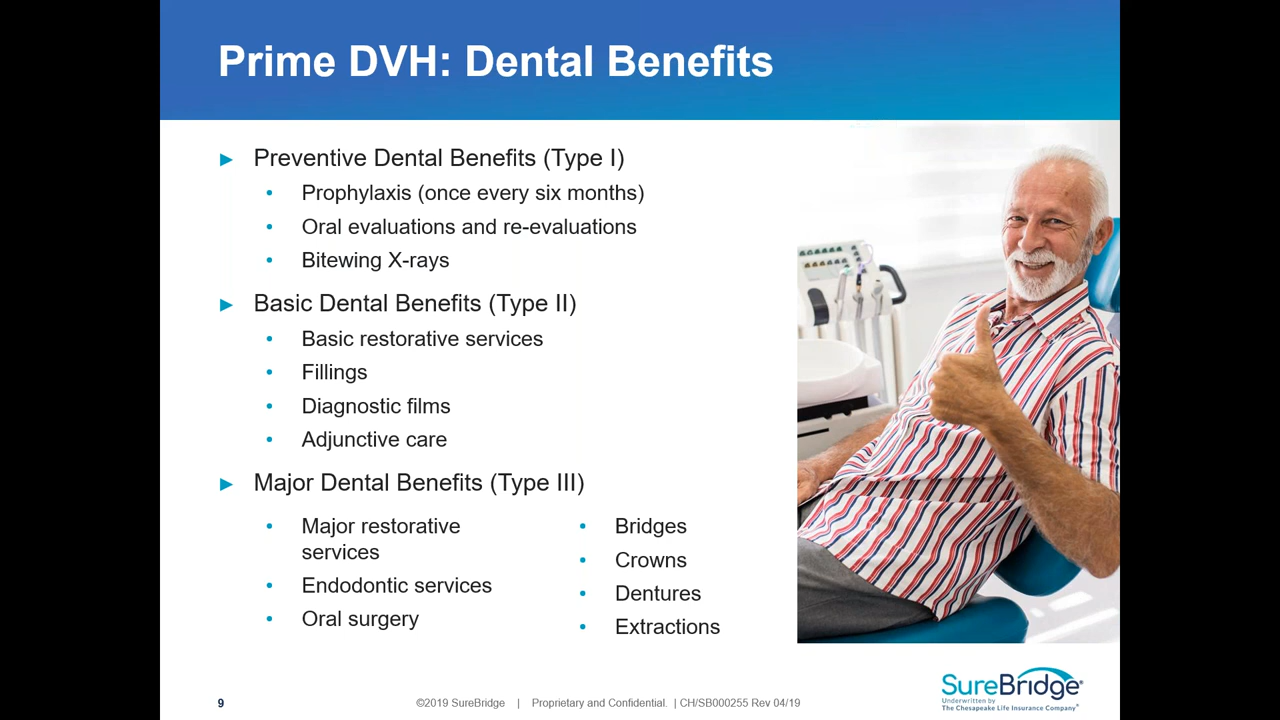 Prime DVH: Dental Benefits
► Preventive Dental Benefits (Type I)
• Prophylaxis (once every six months)
• Oral evaluations and re-evaluations
• Bitewing X-rays
► Basic Dental Benefits (Type II)
• Basic restorative services
• Fillings
• Diagnostic films
• Adjunctive care
► Major Dental Benefits (Type III)
• Major restorative
services
• Endodontic services
• Oral surgery
• Bridges
• Crowns
• Dentures
• Extractions
9
©2019 SureBridge | Proprietary and Confidential. | CH/SB000255 Rev 04/19
SureBridge®
Underwritten by
The Chesapeake Life Insurance Company®